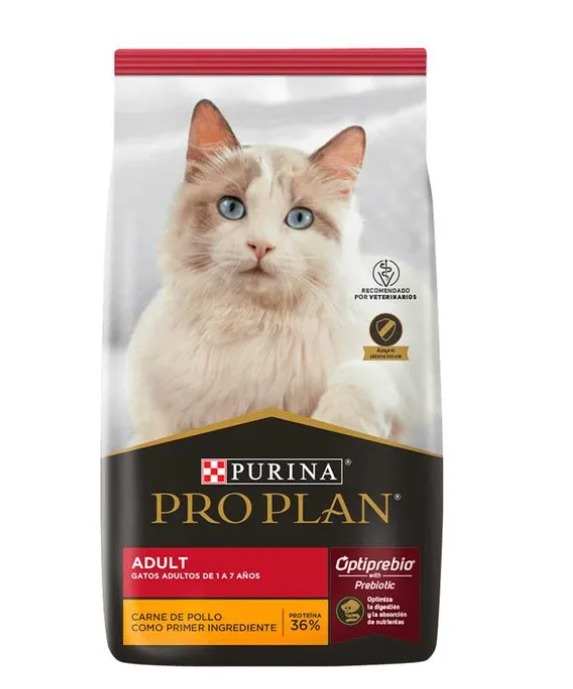 RECOMENDADO
POR VETERINARIOS
PURINA®
PRO PLAN®
ADULT
GATOS ADULTOS DE 1 A 7 AÑOS
CARNE DE POLLO
COMO PRIMER INGREDIENTE
PROTEÍNA
36%
Optiprebio
with
Prebiotic
Optimiza
la digestión
y la absorción
de nutrientes